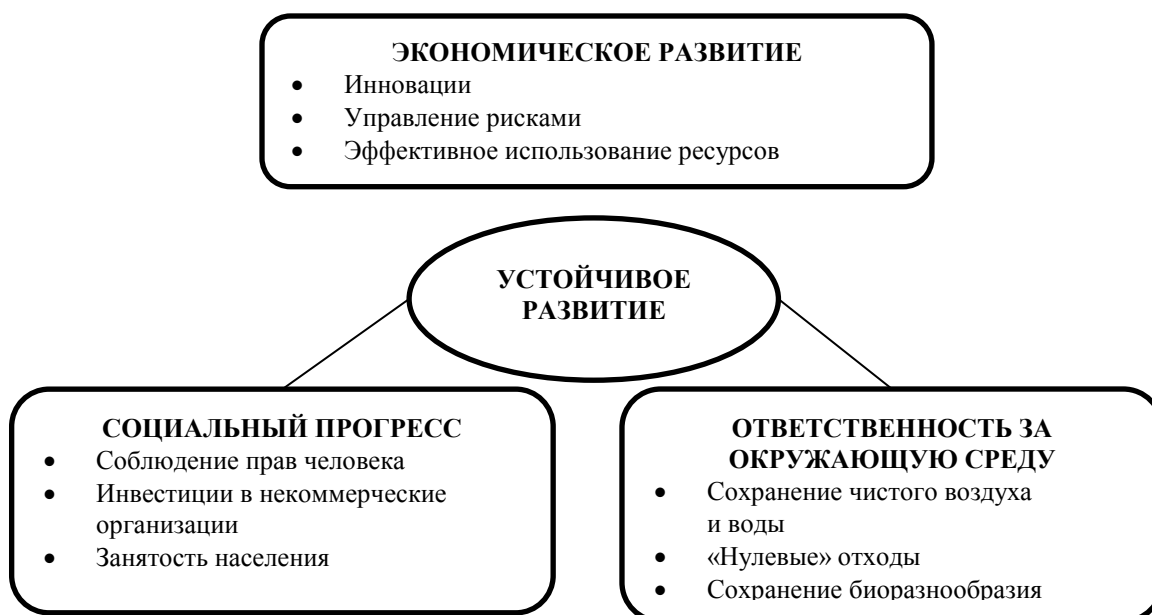 ЭКОНОМИЧЕСКОЕ РАЗВИТИЕ
• Инновации
• Управление рисками
• Эффективное использование ресурсов
УСТОЙЧИВОЕ
РАЗВИТИЕ
СОЦИАЛЬНЫЙ ПРОГРЕСС
• Соблюдение прав человека
• Инвестиции в некоммерческие
организации
• Занятость населения
ОТВЕТСТВЕННОСТЬ ЗА
ОКРУЖАЮЩУЮ СРЕДУ
• Сохранение чистого воздуха
и воды
• «Нулевые» отходы
• Сохранение биоразнообразия